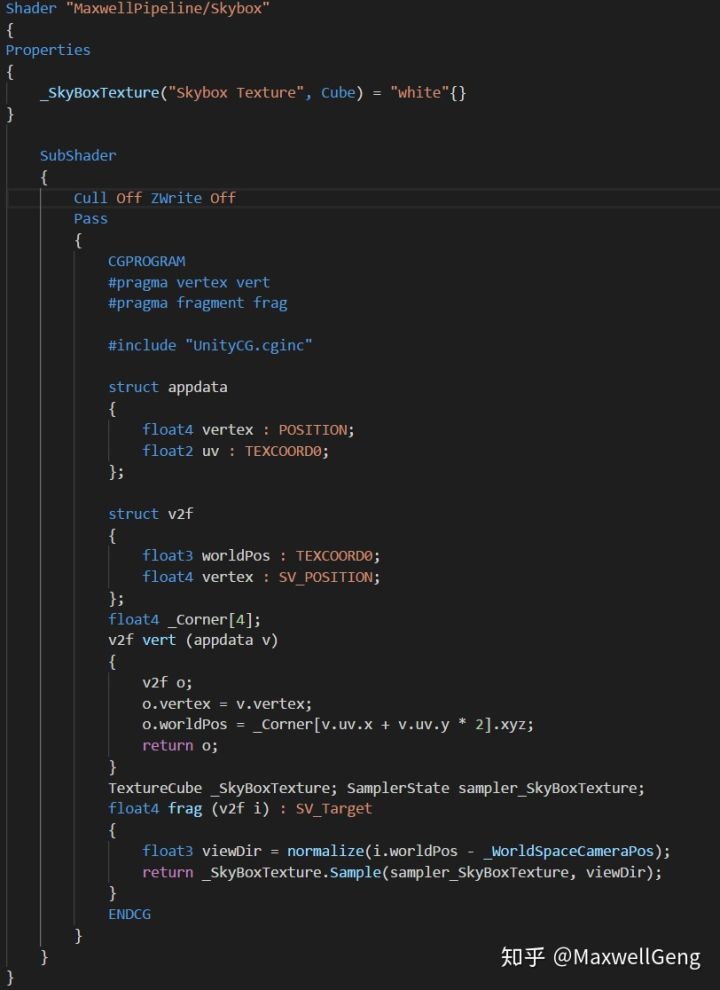 Shader "MaxwellPipeline/Skybox"
{
Properties
{
_SkyBoxTexture("Skybox Texture", Cube) = "white"{}
}
SubShader
{
Cull Off ZWrite Off
Pass
{
CGPROGRAM
#pragma vertex vert
#pragma fragment frag
#include "UnityCG.cginc"
struct appdata
{
float4 vertex : POSITION;
float2 uv : TEXCOORD0;
};
struct v2f
{
float3 worldPos : TEXCOORD0;
float4 vertex : SV_POSITION;
};
float4 _Corner[4];
v2f vert (appdata v)
{
v2f o;
o.vertex = v.vertex;
o.worldPos = _Corner[v.uv.x + v.uv.y * 2].xyz;
return o;
}
TextureCube _SkyBoxTexture; SamplerState sampler_SkyBoxTexture;
float4 frag (v2f i) : SV_Target
{
float3 viewDir = normalize(i.worldPos - _WorldSpaceCameraPos);
return _SkyBoxTexture.Sample(sampler_SkyBoxTexture, viewDir);
}
ENDCG
}
}
}
知乎 @MaxwellGeng